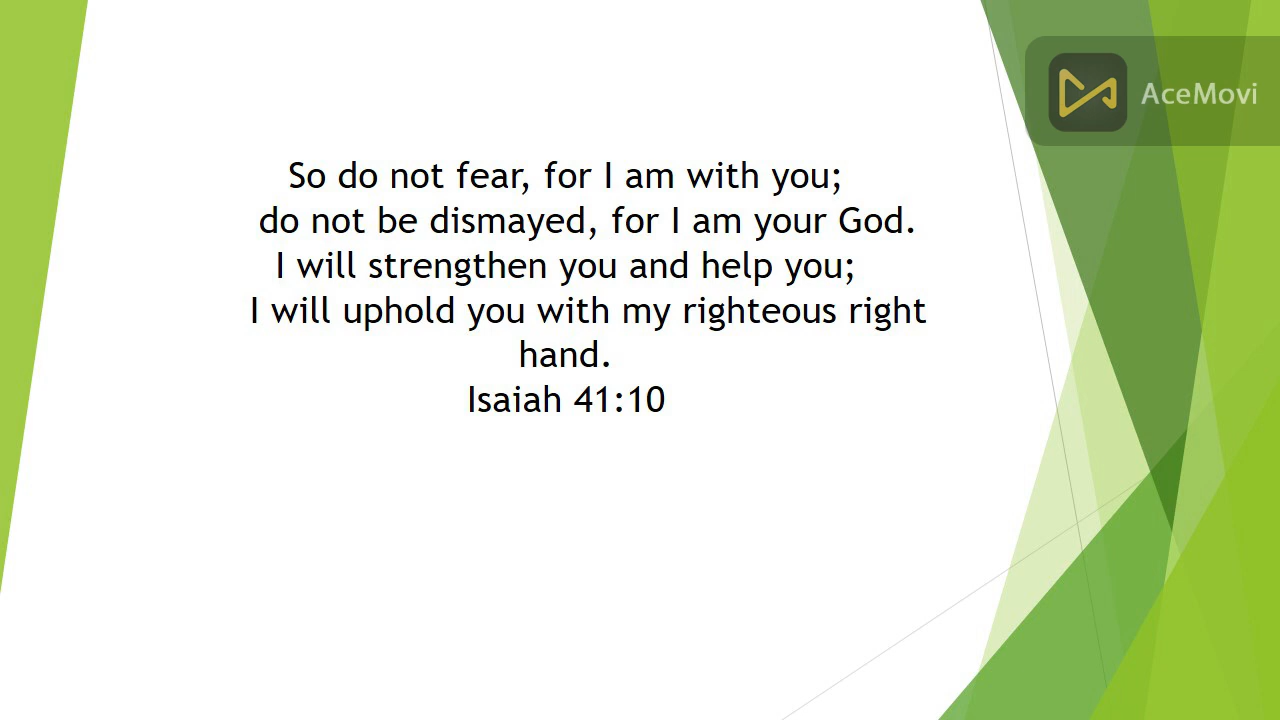 AceMovi
So do not fear, for I am with you;
do not be dismayed, for I am your God.
I will strengthen you and help you;
I will uphold you with my righteous right
hand.
Isaiah 41:10